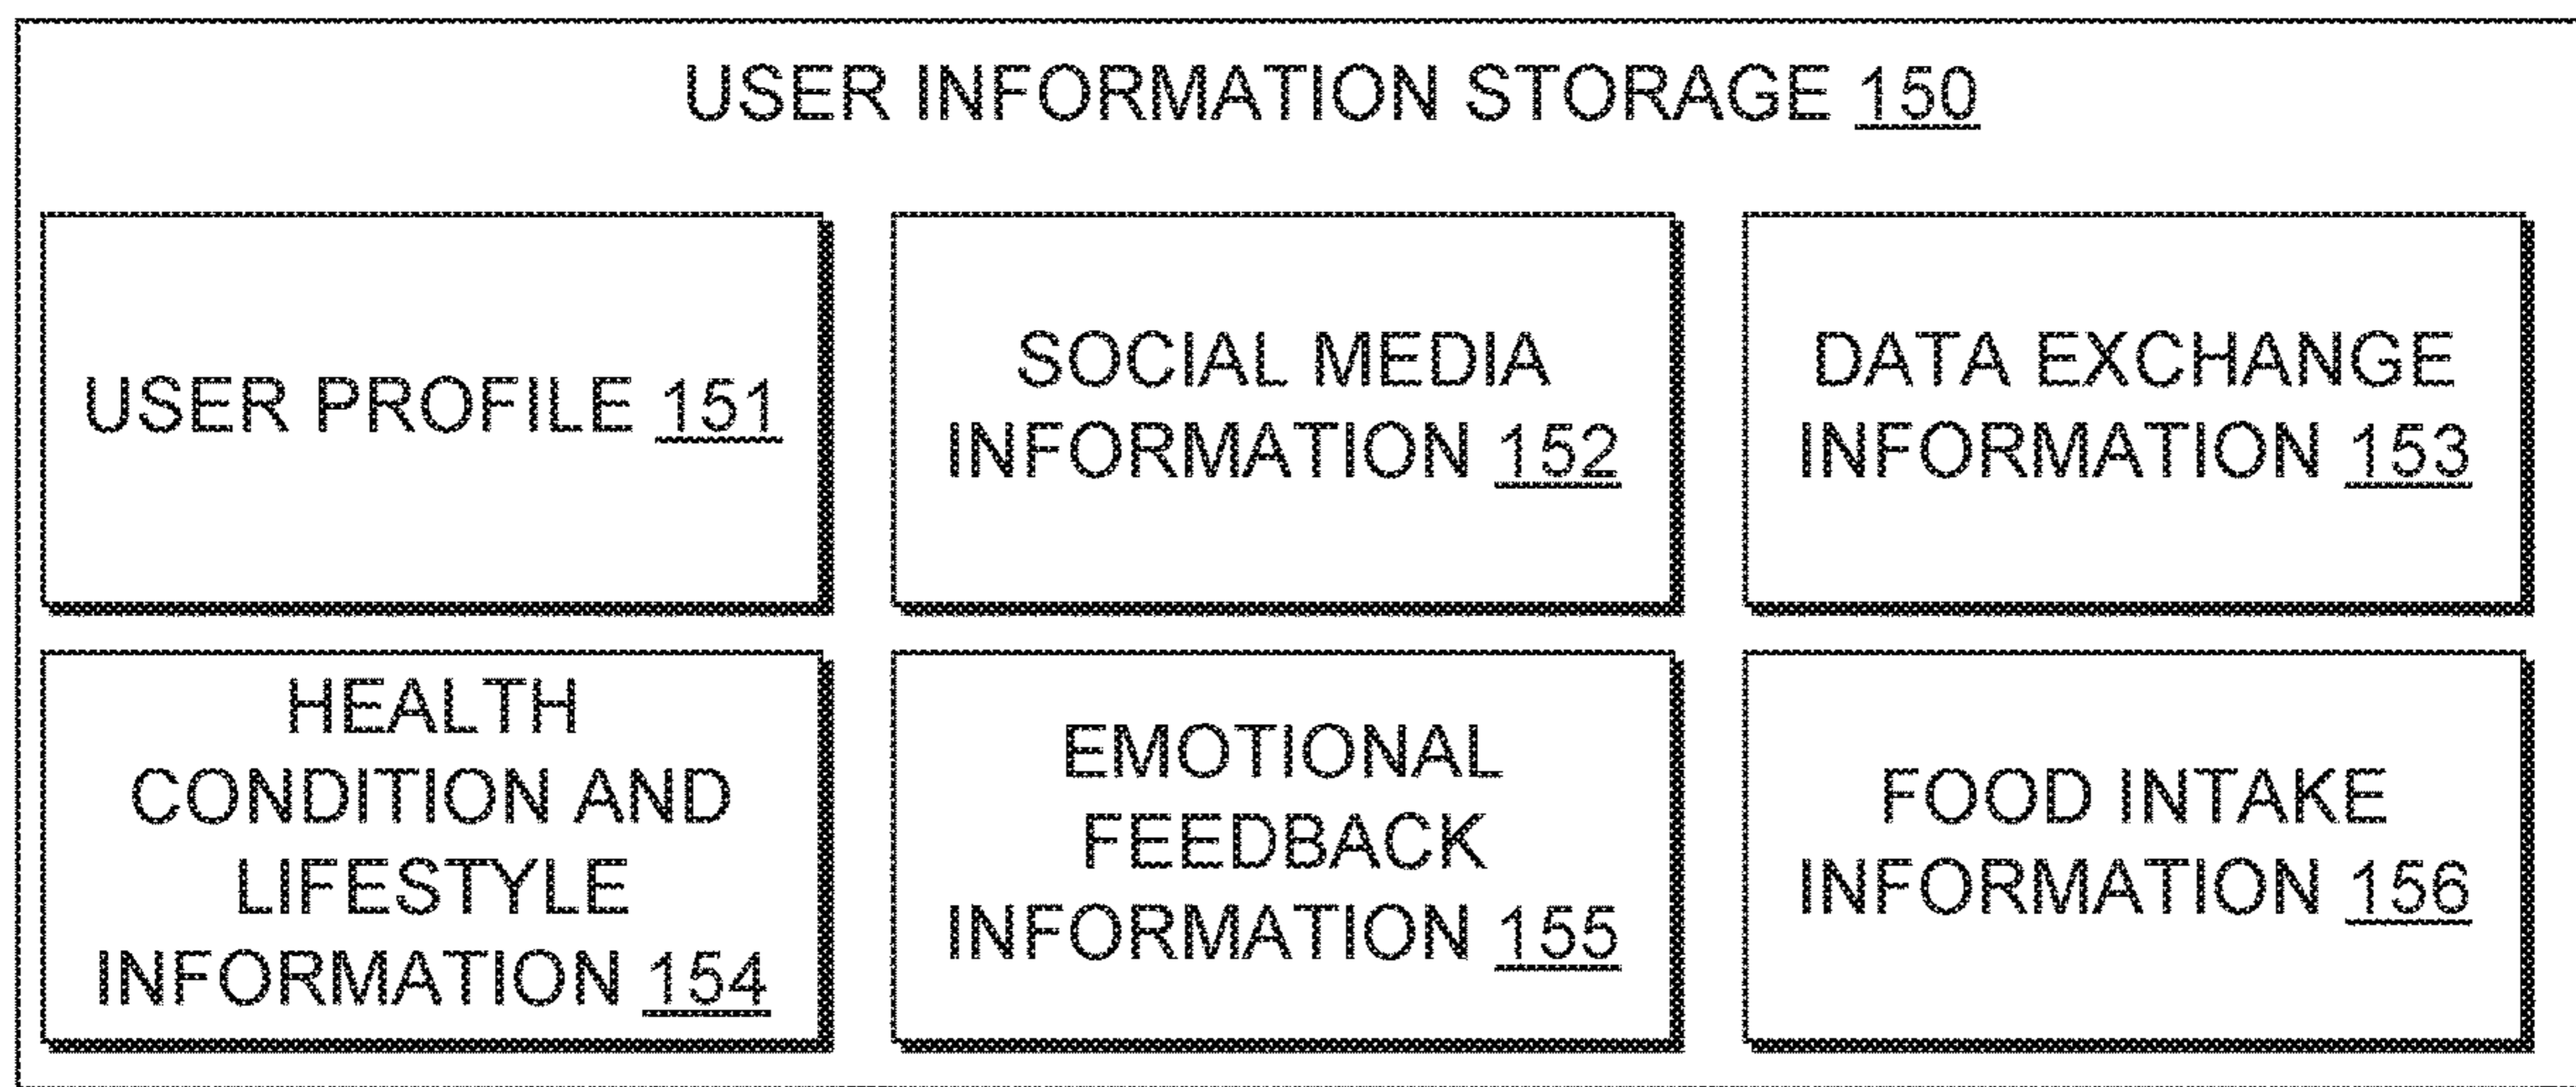 USER INFORMATION STORAGE 150
USER PROFILE 151
SOCIAL MEDIA
INFORMATION 152
DATA EXCHANGE
INFORMATION 153
HEALTH
CONDITION AND
LIFESTYLE
INFORMATION 154
EMOTIONAL
FEEDBACK
INFORMATION 155
FOOD INTAKE
INFORMATION 156